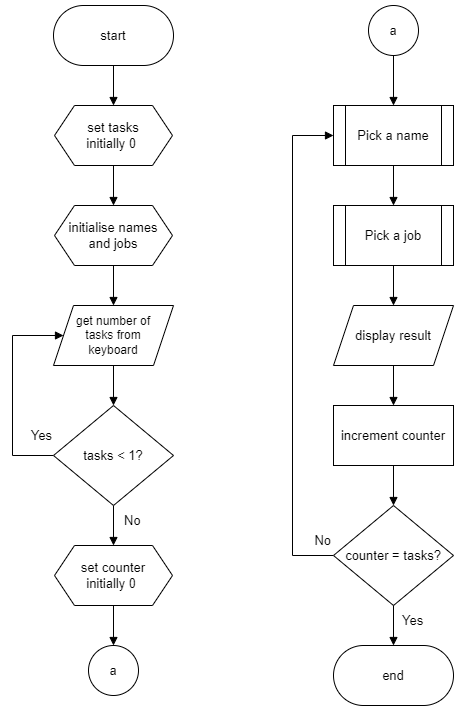 start
set tasks
initially 0
initialise names
and jobs
get number of
tasks from
keyboard
Yes
tasks < 1?
No
set counter
initially 0
a
a
Pick a name
Pick a job
display result
increment counter
No
counter = tasks?
Yes
end